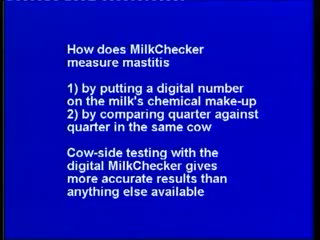 How does MilkChecker
measure mastitis
1) by putting a digital number
on the milk's chemical make-up
2) by comparing quarter against
quarter in the same cow
Cow-side testing with the
digital MilkChecker gives
more accurate results than
anything else available